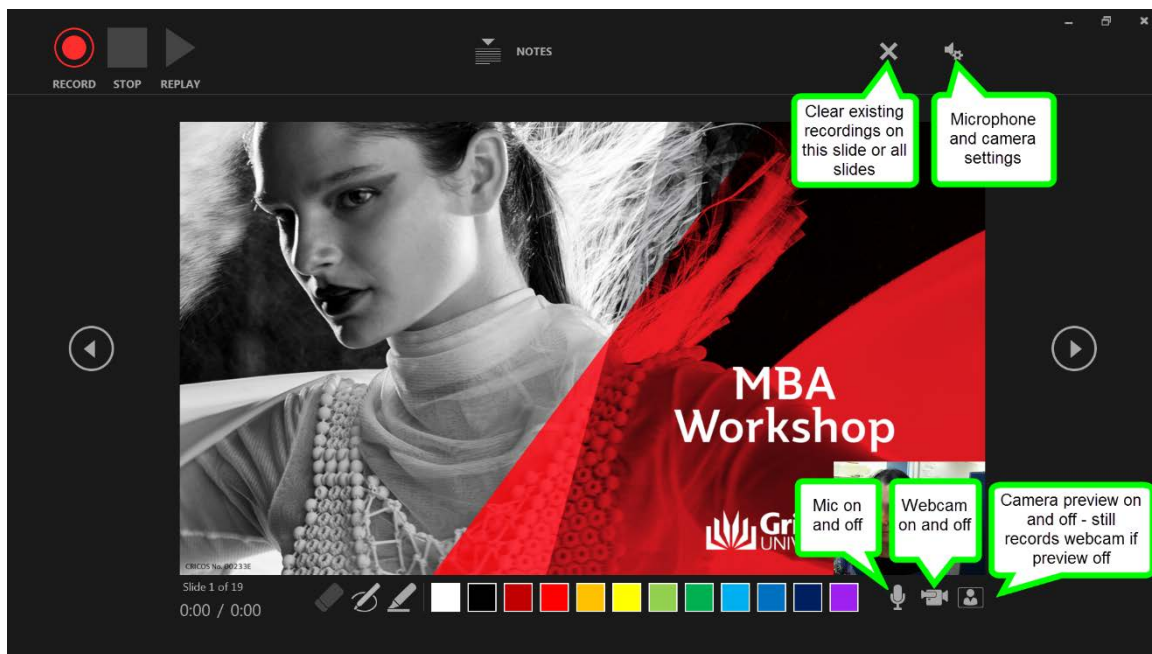 RECORD
STOP
REPLAY
NOTES
Clear existing
recordings on
this slide or all
slides
Microphone
and camera
settings
MBA
Workshop
Gri
UNIV
CRICOS No. 00233E
Mic on
and off
Webcam
on and off
Camera preview on
and off - still
records webcam if
preview off
Slide 1 of 19
0:00 / 0:00